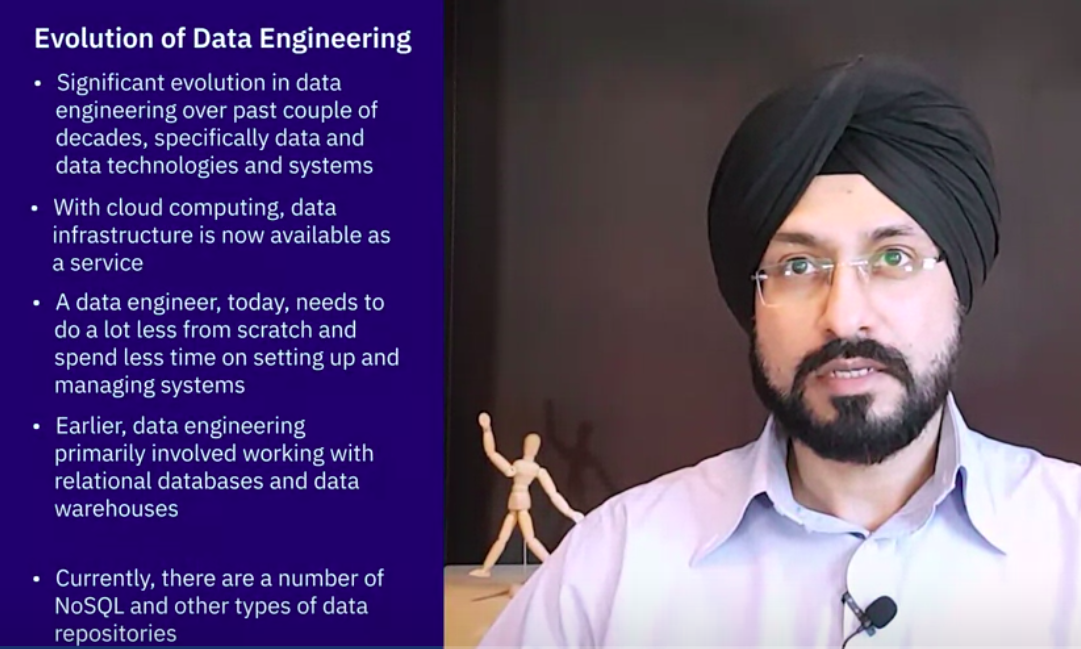 Evolution of Data Engineering
• Significant evolution in data
engineering over past couple of
decades, specifically data and
data technologies and systems
• With cloud computing, data
infrastructure is now available as
a service
• A data engineer, today, needs to
do a lot less from scratch and
spend less time on setting up and
managing systems
• Earlier, data engineering
primarily involved working with
relational databases and data
warehouses
• Currently, there are a number of
NoSQL and other types of data
repositories